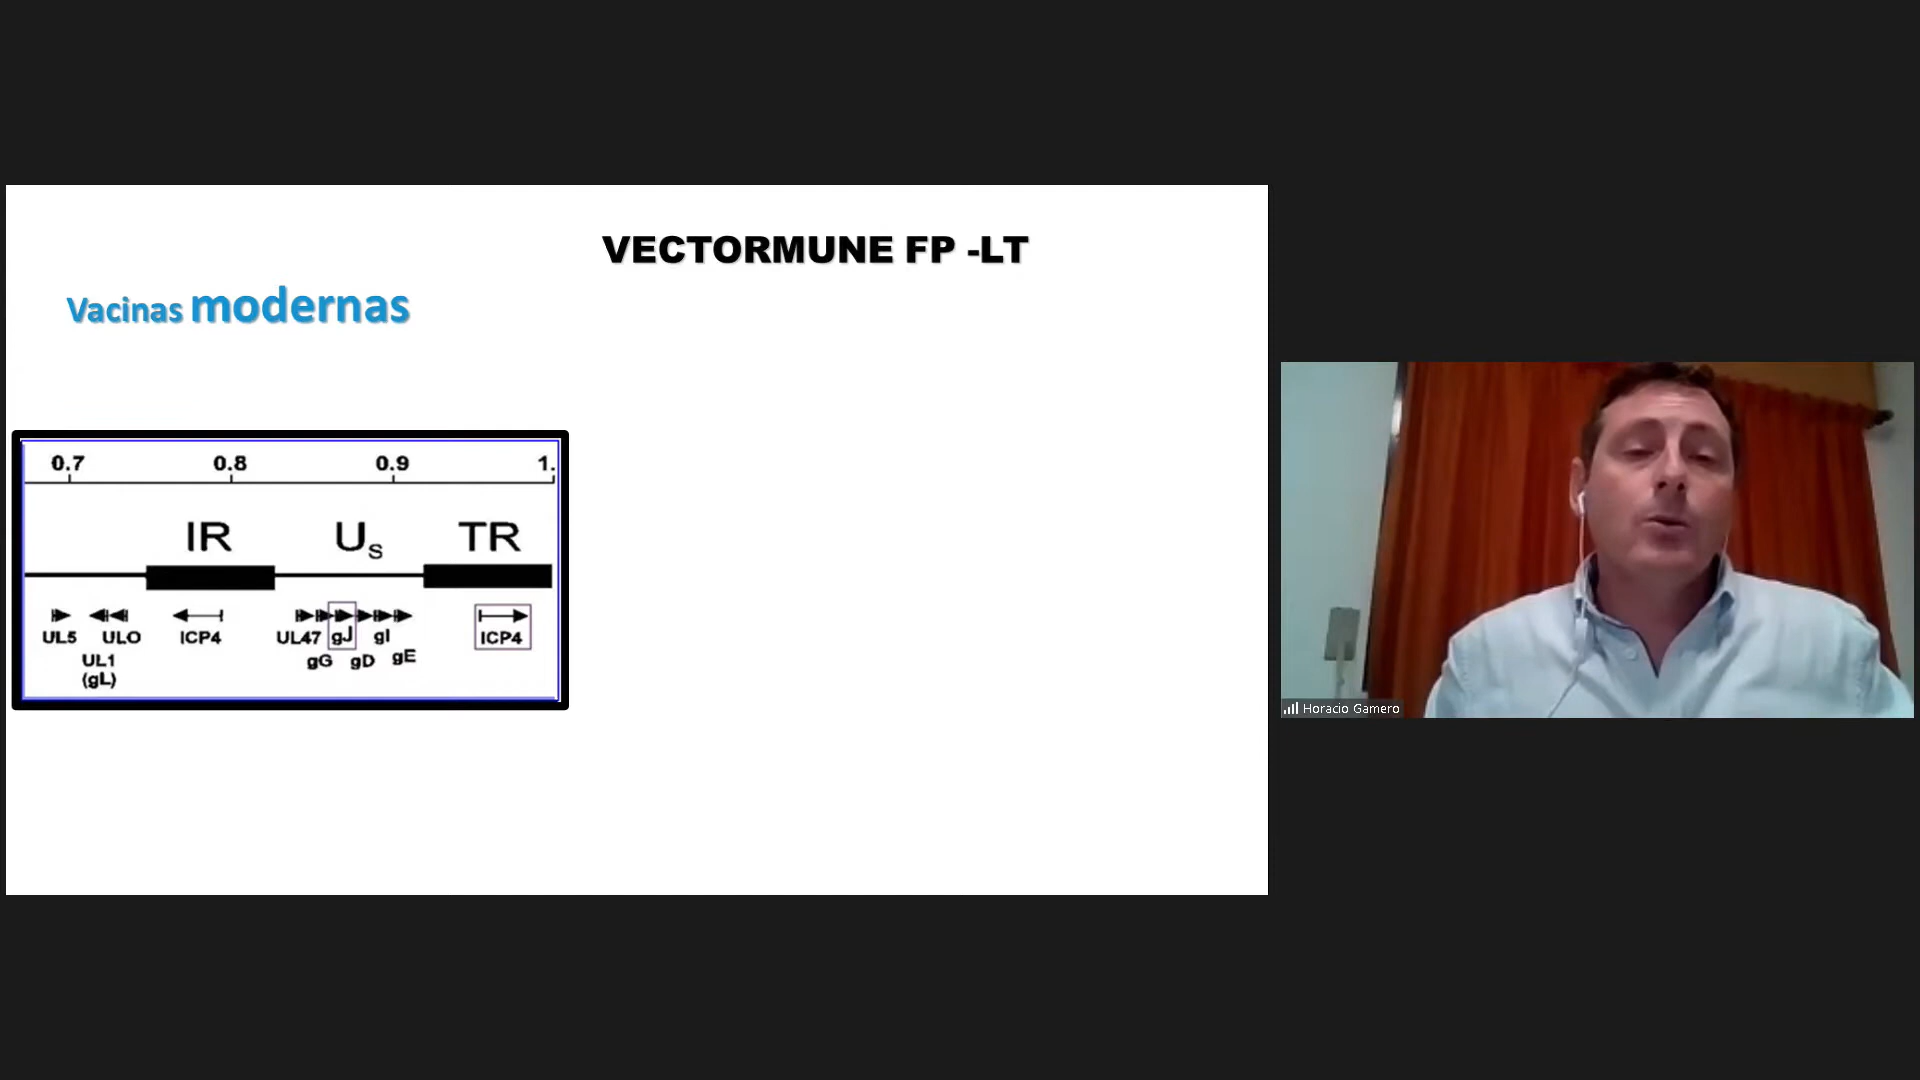 VECTORMUNE FP -LT
Vacinas modernas
0.7 0.8 0.9 1.
IR US TR
UL5 ULO ICP4 UL47 gJ gI ICP4
UL1 gG gD gE
(gL)
Horacio Gamero